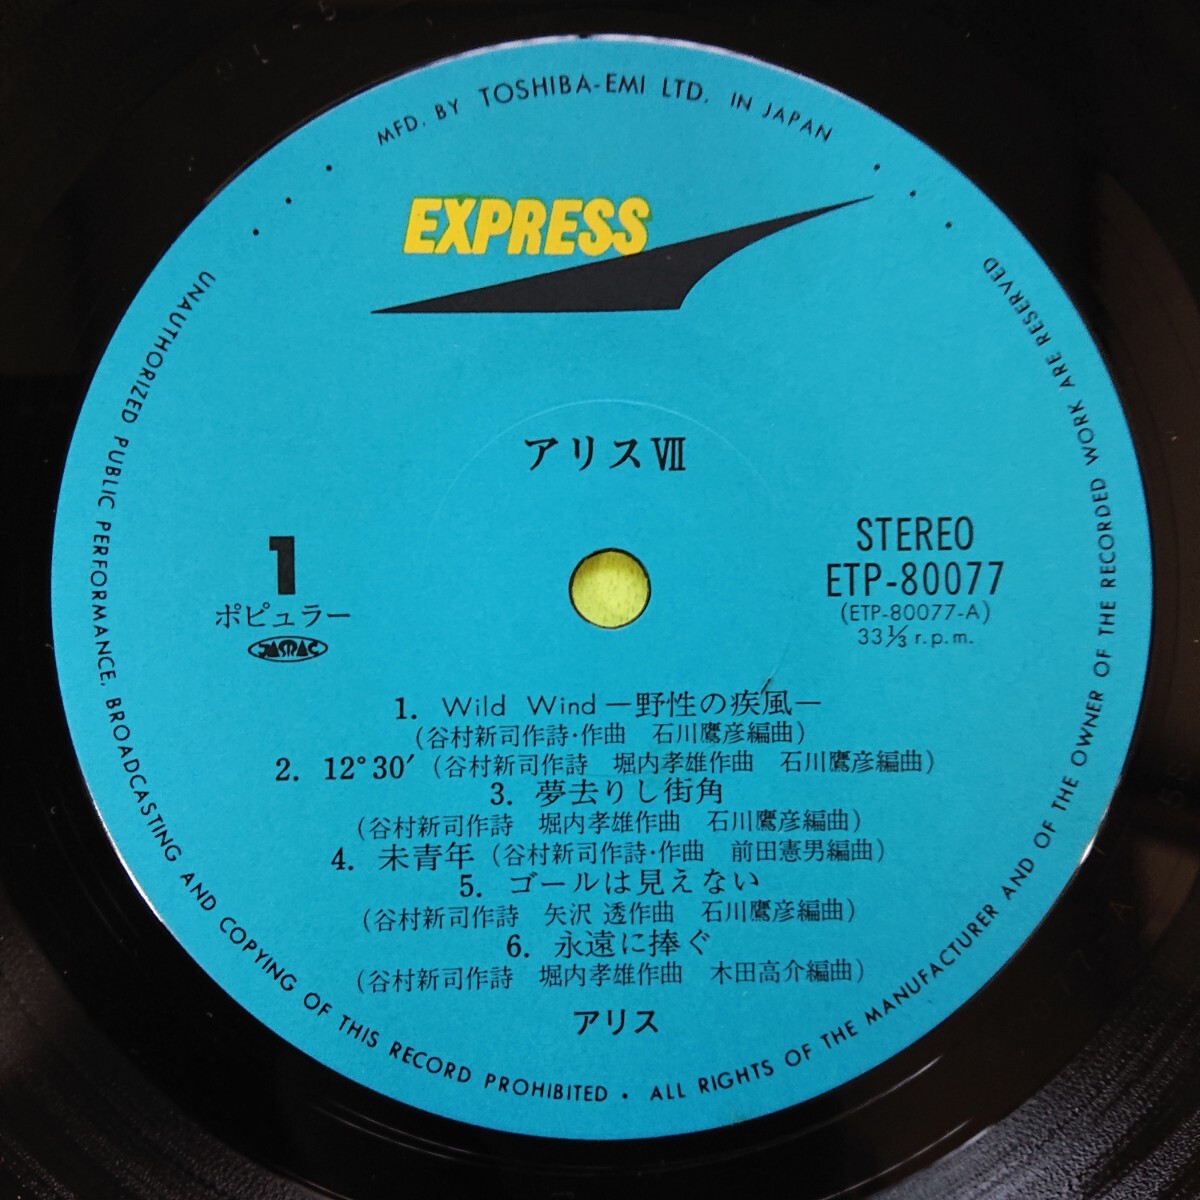 MFD. BY TOSHIBA-EMI LTD. IN JAPAN
EXPRESS
アリスⅦ
1
ポピュラー
JASRAC
STEREO
ETP-80077
(ETP-80077-A)
33⅓ r.p.m.
1. Wild Wind—野性の疾風—
(谷村新司作詩・作曲 石川鷹彦編曲)
2. 12°30′ (谷村新司作詩 堀内孝雄作曲 石川鷹彦編曲)
3. 夢去りし街角
(谷村新司作詩 堀内孝雄作曲 石川鷹彦編曲)
4. 未青年 (谷村新司作詩・作曲 前田憲男編曲)
5. ゴールは見えない
(谷村新司作詩 矢沢 透作曲 石川鷹彦編曲)
6. 永遠に捧ぐ
(谷村新司作詩 堀内孝雄作曲 木田高介編曲)
アリス
UNAUTHORIZED PUBLIC PERFORMANCE, BROADCASTING AND COPYING OF THIS RECORD PROHIBITED • ALL RIGHTS OF THE MANUFACTURER AND OF THE OWNER OF THE RECORDED WORK ARE RESERVED